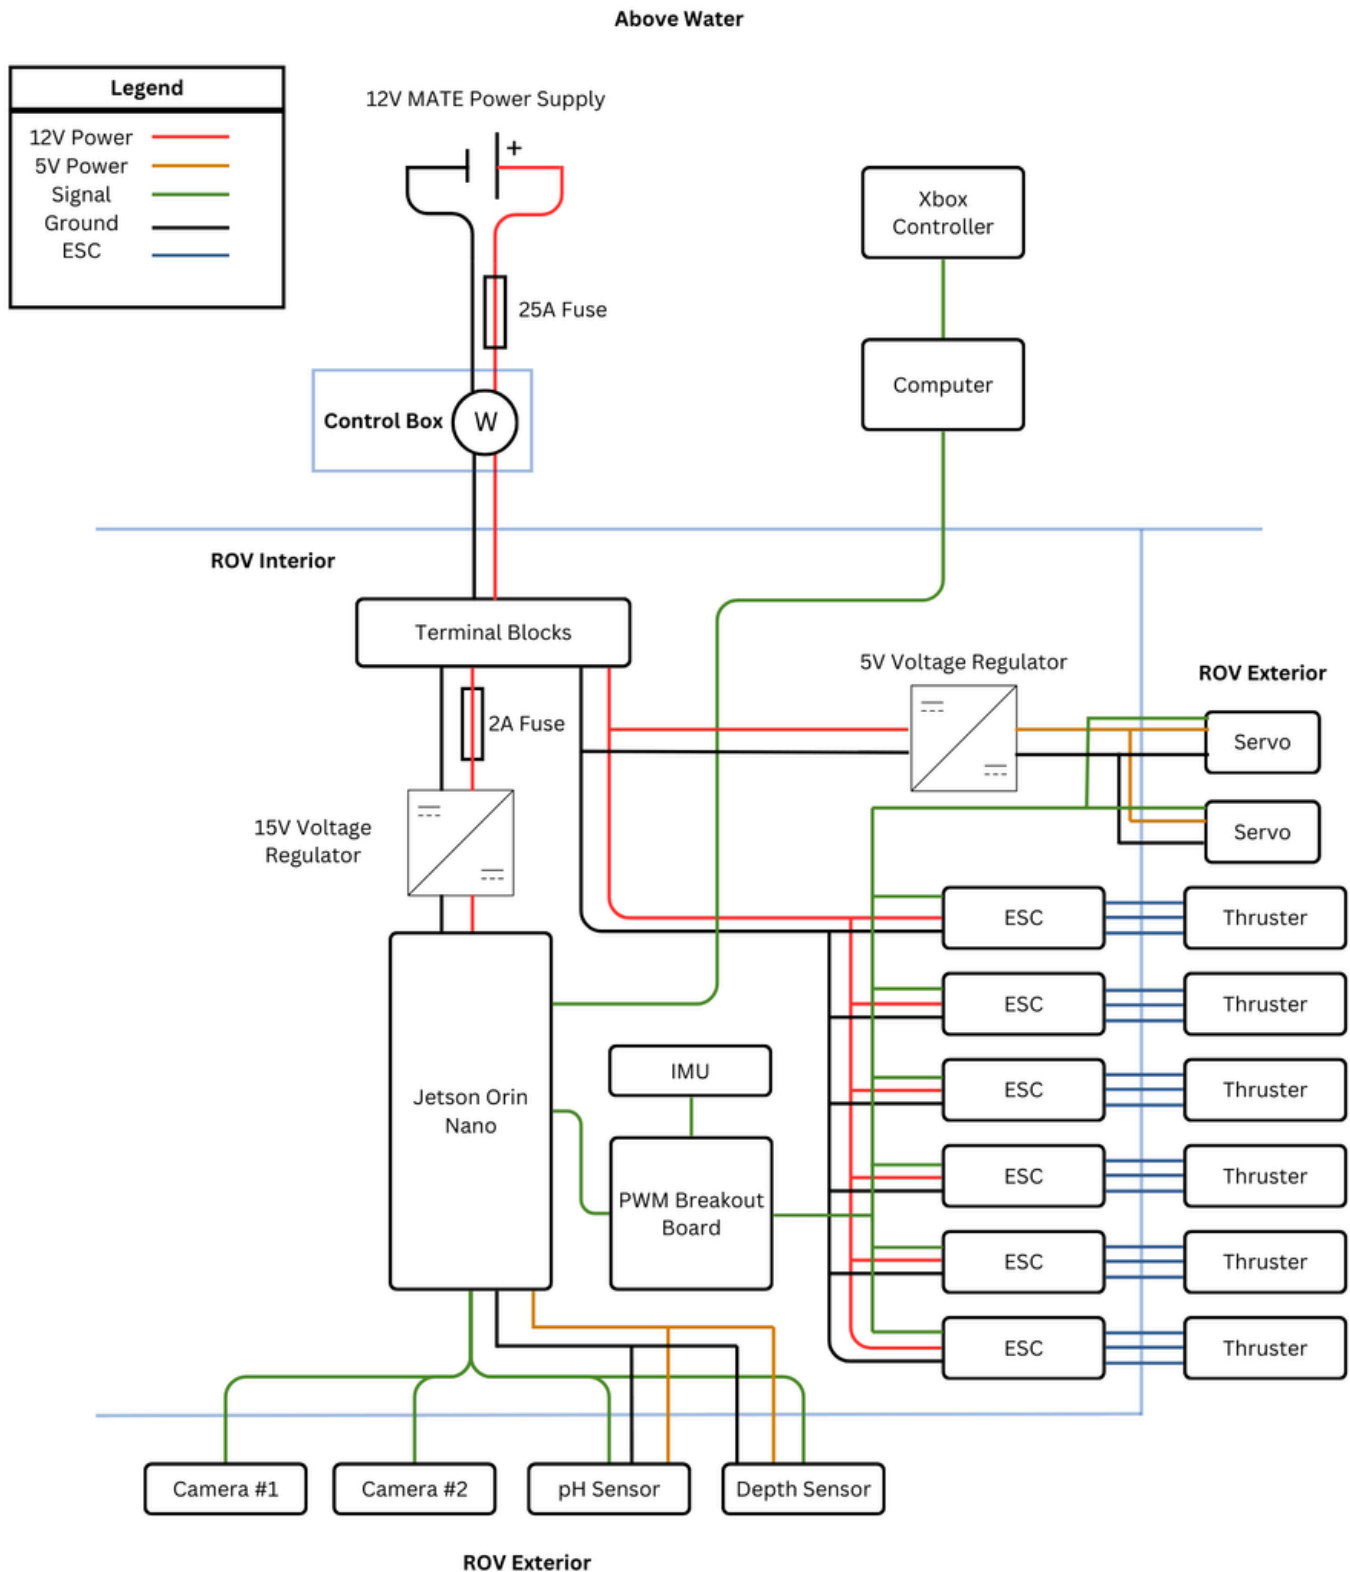 Above Water
Legend
12V Power
5V Power
Signal
Ground
ESC
12V MATE Power Supply
+
25A Fuse
Control Box
W
Xbox
Controller
Computer
ROV Interior
Terminal Blocks
2A Fuse
15V Voltage
Regulator
5V Voltage Regulator
ROV Exterior
Servo
Servo
ESC
Thruster
ESC
Thruster
ESC
Thruster
ESC
Thruster
ESC
Thruster
ESC
Thruster
Jetson Orin
Nano
IMU
PWM Breakout
Board
Camera #1
Camera #2
pH Sensor
Depth Sensor
ROV Exterior